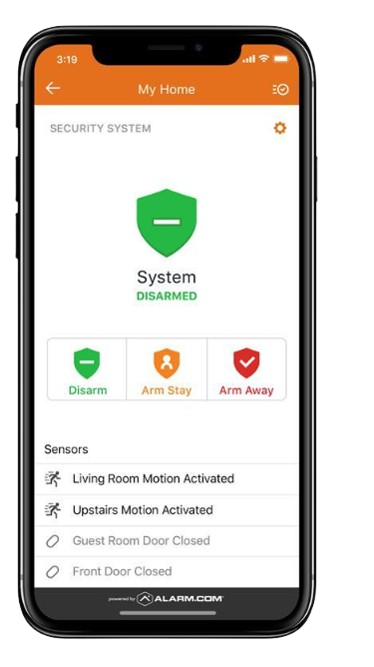 3:19
My Home
SECURITY SYSTEM
System
DISARMED
Disarm Arm Stay Arm Away
Sensors
Living Room Motion Activated
Upstairs Motion Activated
Guest Room Door Closed
Front Door Closed
powered by ALARM.COM